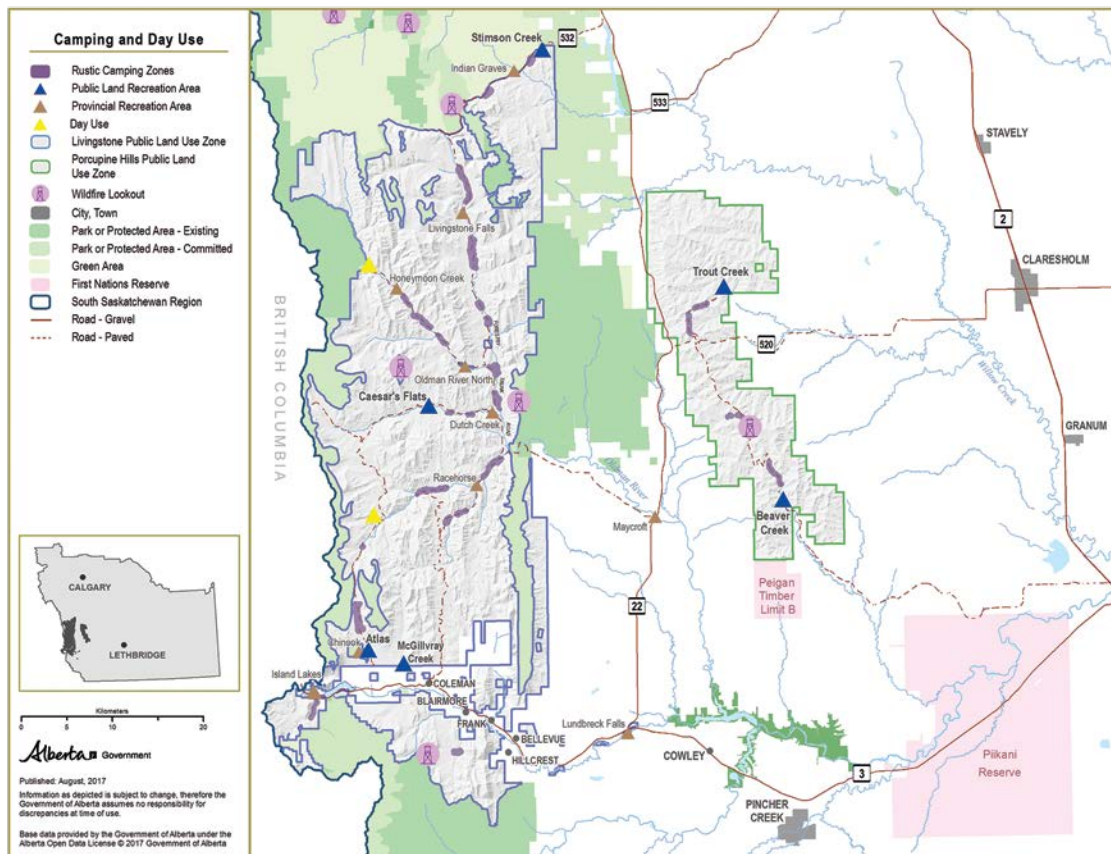 Camping and Day Use
Rustic Camping Zones
Public Land Recreation Area
Provincial Recreation Area
Day Use
Livingstone Public Land Use Zone
Porcupine Hills Public Land
Use Zone
Wildfire Lookout
City, Town
Park or Protected Area - Existing
Park or Protected Area - Committed
Green Area
First Nations Reserve
South Saskatchewan Region
Road - Gravel
Road - Paved
CALGARY
LETHBRIDGE
Kilometers
0 5 10 20
Alberta Government
Published: August, 2017
Information as depicted is subject to change, therefore the
Government of Alberta assumes no responsibility for
discrepancies at time of use.
Base data provided by the Government of Alberta under the
Alberta Open Data License © 2017 Government of Alberta
Stimson Creek
532
Indian Graves
533
STAVELY
2
Livingstone Falls
CLARESHOLM
Trout Creek
Honeymoon Creek
BRITISH COLUMBIA
520
Oldman River North
Willow Creek
Caesar's Flats
Dutch Creek
ROAD
GRANUM
Racehorse
Oldman River
Maycroft
Beaver
Creek
Peigan
Timber
Limit B
22
Chinook
Atlas
McGillvray
Creek
Island Lakes
COLEMAN
BLAIRMORE
FRANK
BELLEVUE
HILLCREST
Lundbreck Falls
COWLEY
3
Piikani
Reserve
PINCHER
CREEK